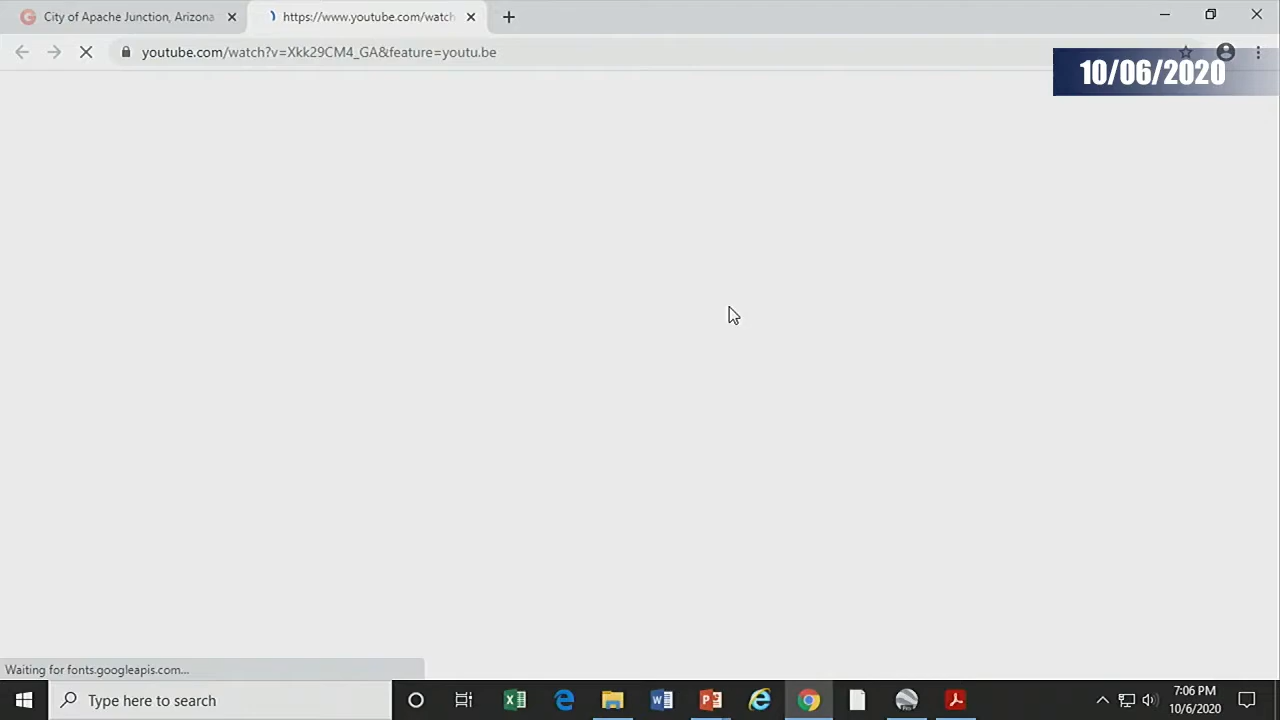 City of Apache Junction, Arizona
https://www.youtube.com/watch
youtube.com/watch?v=Xkk29CM4_GA&feature=youtu.be
10/06/2020
Waiting for fonts.googleapis.com...
Type here to search
7:06 PM
10/6/2020